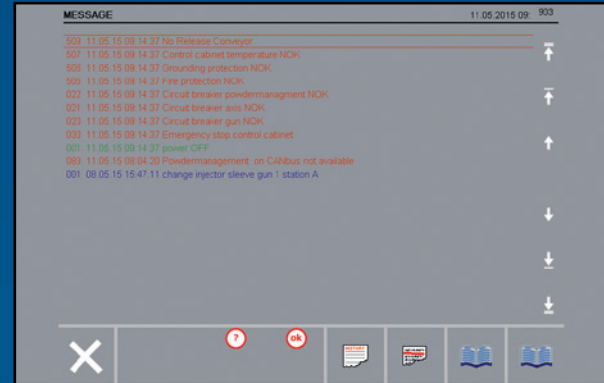 MESSAGE 11.05.2015 09: 903
509 11.05.15 09:14:37 No Release Conveyor
507 11.05.15 09:14:37 Control cabinet temperature NOK
506 11.05.15 09:14:37 Grounding protection NOK
505 11.05.15 09:14:37 Fire protection NOK
022 11.05.15 09:14:37 Circuit breaker powdermanagment NOK
021 11.05.15 09:14:37 Circuit breaker axis NOK
020 11.05.15 09:14:37 Circuit breaker gun NOK
003 11.05.15 09:14:37 Emergency stop control cabinet
001 11.05.15 09:14:37 power OFF
083 11.05.15 08:04:20 Powdermanagement on CANbus not available
001 08.05.15 15:47:11 change injector sleeve gun 1 station A
? ok
HISTORY